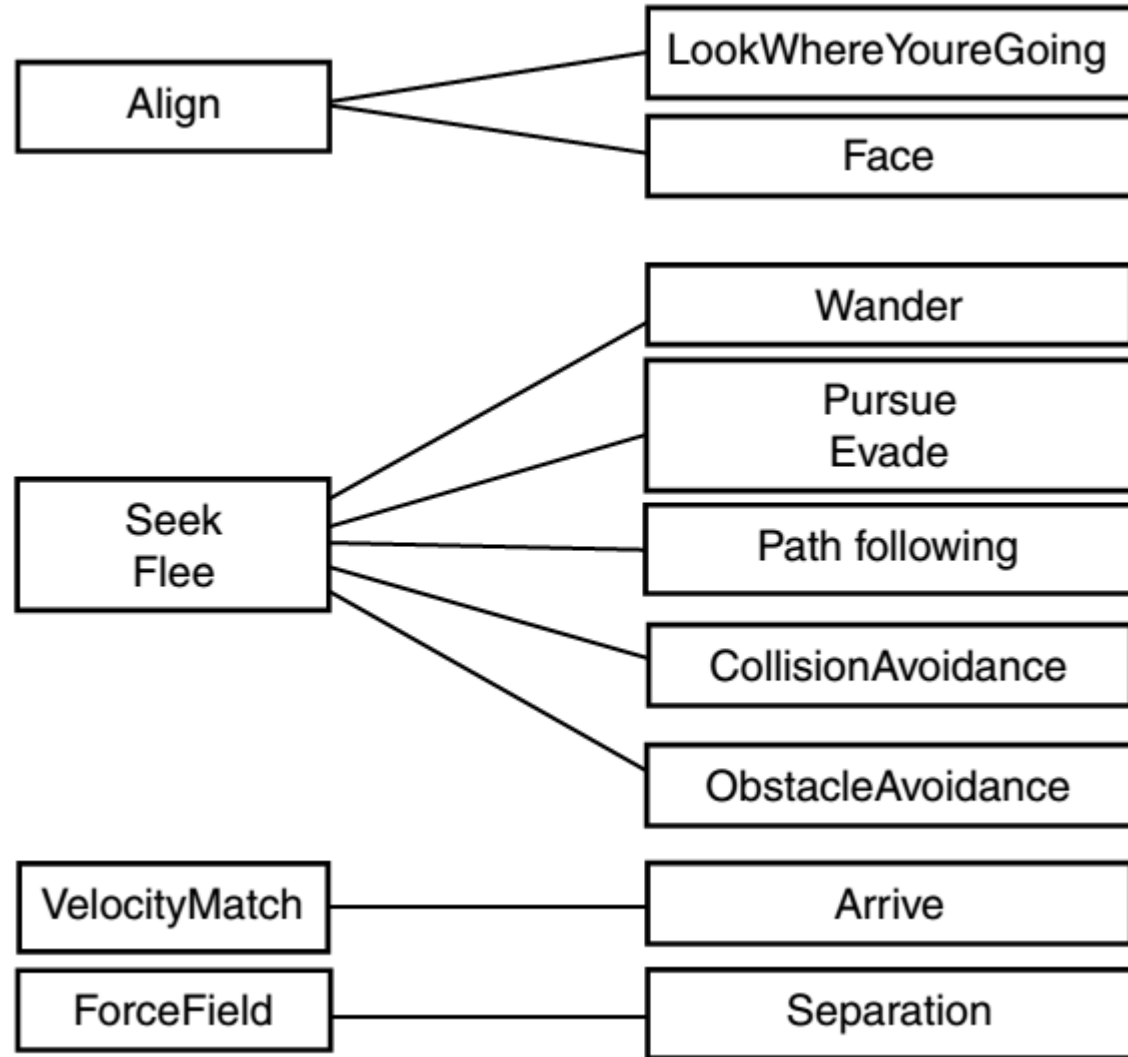 Align
LookWhereYoureGoing
Face
Wander
Pursue
Evade
Seek
Flee
Path following
CollisionAvoidance
ObstacleAvoidance
VelocityMatch
Arrive
ForceField
Separation